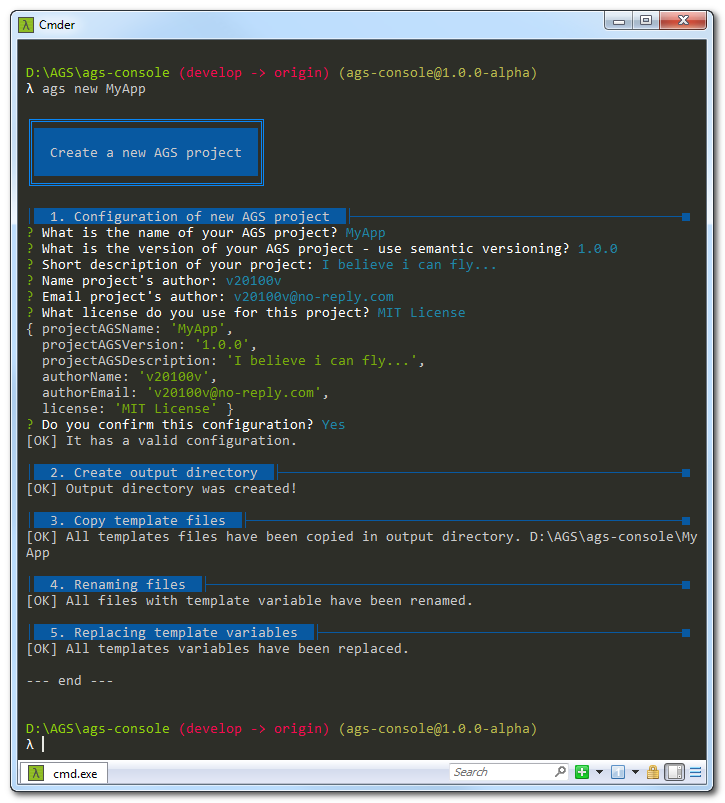 Cmder
D:\AGS\ags-console (develop -> origin) (ags-console@1.0.0-alpha)
λ ags new MyApp
Create a new AGS project
1. Configuration of new AGS project
? What is the name of your AGS project? MyApp
? What is the version of your AGS project - use semantic versioning? 1.0.0
? Short description of your project: I believe i can fly...
? Name project's author: v20100v
? Email project's author: v20100v@no-reply.com
? What license do you use for this project? MIT License
{ projectAGSName: 'MyApp',
  projectAGSVersion: '1.0.0',
  projectAGSDescription: 'I believe i can fly...',
  authorName: 'v20100v',
  authorEmail: 'v20100v@no-reply.com',
  license: 'MIT License' }
? Do you confirm this configuration? Yes
[OK] It has a valid configuration.
2. Create output directory
[OK] Output directory was created!
3. Copy template files
[OK] All templates files have been copied in output directory. D:\AGS\ags-console\My
App
4. Renaming files
[OK] All files with template variable have been renamed.
5. Replacing template variables
[OK] All templates variables have been replaced.
--- end ---
D:\AGS\ags-console (develop -> origin) (ags-console@1.0.0-alpha)
λ
λ cmd.exe Search